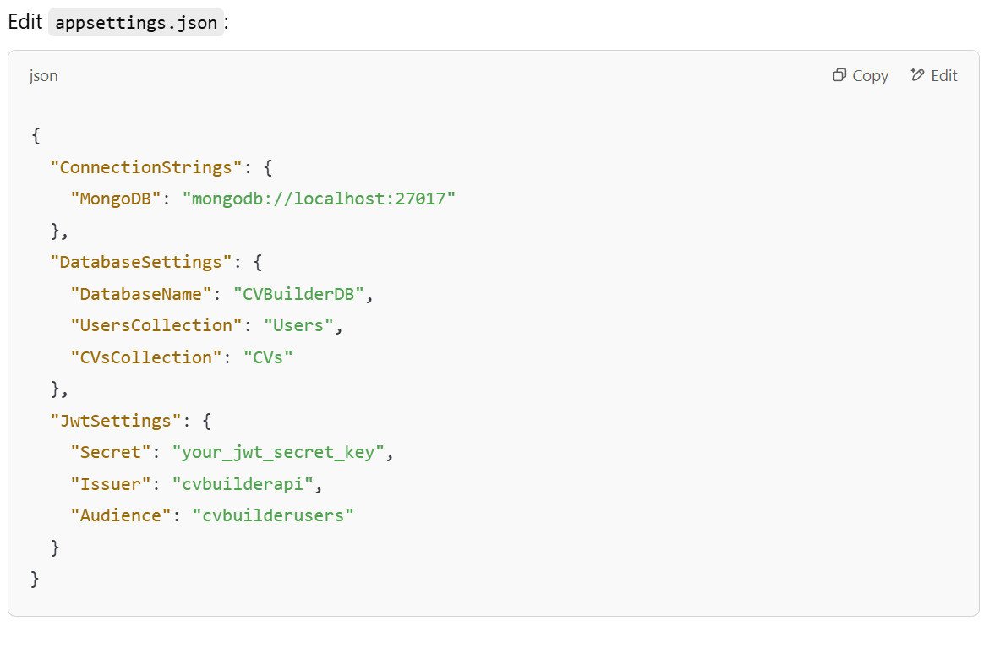 Edit appsettings.json:
json Copy Edit
{
  "ConnectionStrings": {
    "MongoDB": "mongodb://localhost:27017"
  },
  "DatabaseSettings": {
    "DatabaseName": "CVBuilderDB",
    "UsersCollection": "Users",
    "CVsCollection": "CVs"
  },
  "JwtSettings": {
    "Secret": "your_jwt_secret_key",
    "Issuer": "cvbuilderapi",
    "Audience": "cvbuilderusers"
  }
}